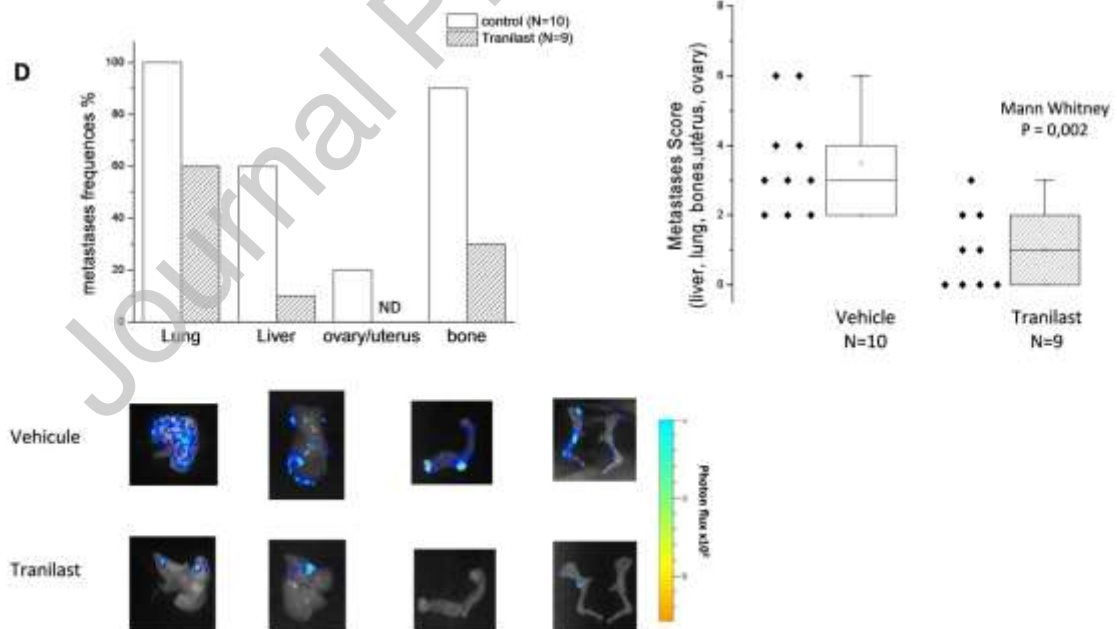 D
control (N=10)
Tranilast (N=9)
metastases frequences %
100
80
60
40
20
0
ND
Lung Liver ovary/uterus bone
Metastases Score
(liver, lung, bones,utérus, ovary)
8
6
4
2
0
Mann Whitney
P = 0,002
Vehicle
N=10
Tranilast
N=9
Journal
Vehicule
Tranilast
Photon flux